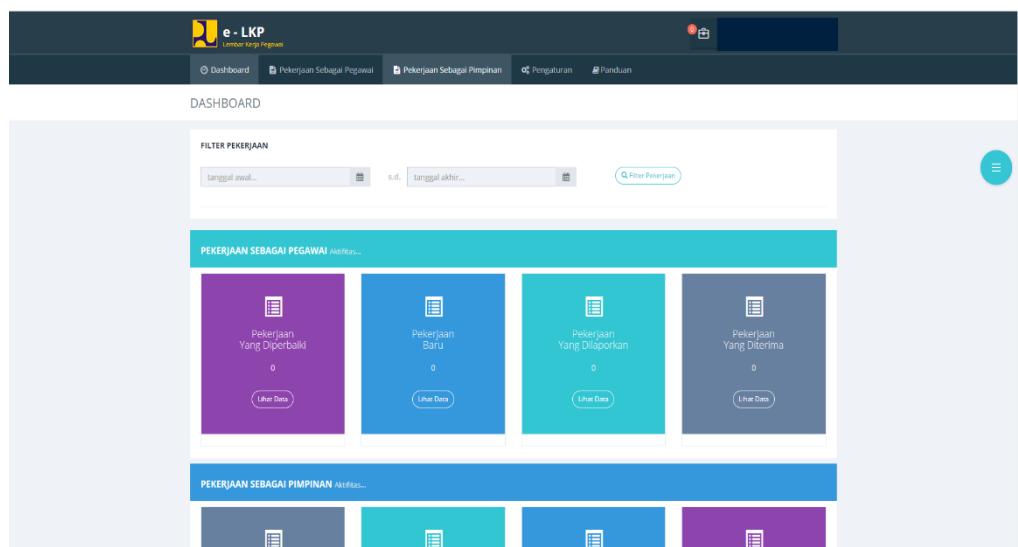 e - LKP
Lembar Kerja Pegawai
0
Dashboard
Pekerjaan Sebagai Pegawai
Pekerjaan Sebagai Pimpinan
Pengaturan
Panduan
DASHBOARD
FILTER PEKERJAAN
tanggal awal...
s.d.
tanggal akhir...
Filter Pekerjaan
PEKERJAAN SEBAGAI PEGAWAI Aktifitas...
Pekerjaan
Yang Diperbaiki
0
Lihat Data
Pekerjaan
Baru
0
Lihat Data
Pekerjaan
Yang Dilaporkan
0
Lihat Data
Pekerjaan
Yang Diterima
0
Lihat Data
PEKERJAAN SEBAGAI PIMPINAN Aktifitas...